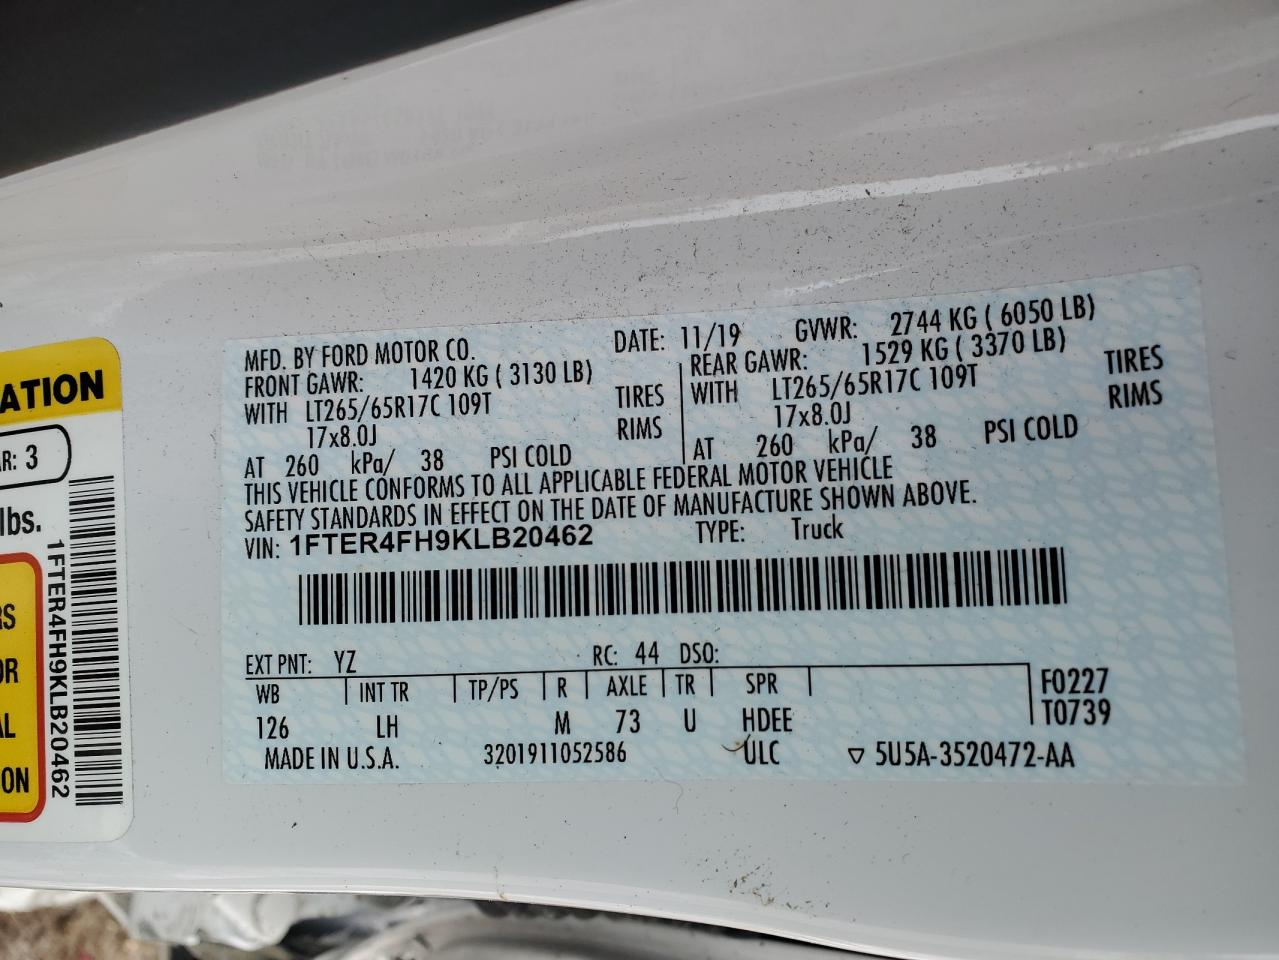 MFD. BY FORD MOTOR CO. DATE: 11/19 GVWR: 2744 KG ( 6050 LB)
FRONT GAWR: 1420 KG ( 3130 LB) REAR GAWR: 1529 KG ( 3370 LB)
WITH LT265/65R17C 109T TIRES WITH LT265/65R17C 109T TIRES
17x8.0J RIMS 17x8.0J RIMS
AT 260 kPa/ 38 PSI COLD AT 260 kPa/ 38 PSI COLD
THIS VEHICLE CONFORMS TO ALL APPLICABLE FEDERAL MOTOR VEHICLE
SAFETY STANDARDS IN EFFECT ON THE DATE OF MANUFACTURE SHOWN ABOVE.
VIN: 1FTER4FH9KLB20462 TYPE: Truck
EXT PNT: YZ RC: 44 DSO:
WB INT TR TP/PS R AXLE TR SPR F0227
126 LH M 73 U HDEE T0739
MADE IN U.S.A. 3201911052586 ULC ▽ 5U5A-3520472-AA
ATION
R: 3
lbs.
RS
OR
AL
ON
1FTER4FH9KLB20462